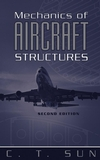 Mechanics of
AIRCRAFT
STRUCTURES
SECOND EDITION
C. T. SUN